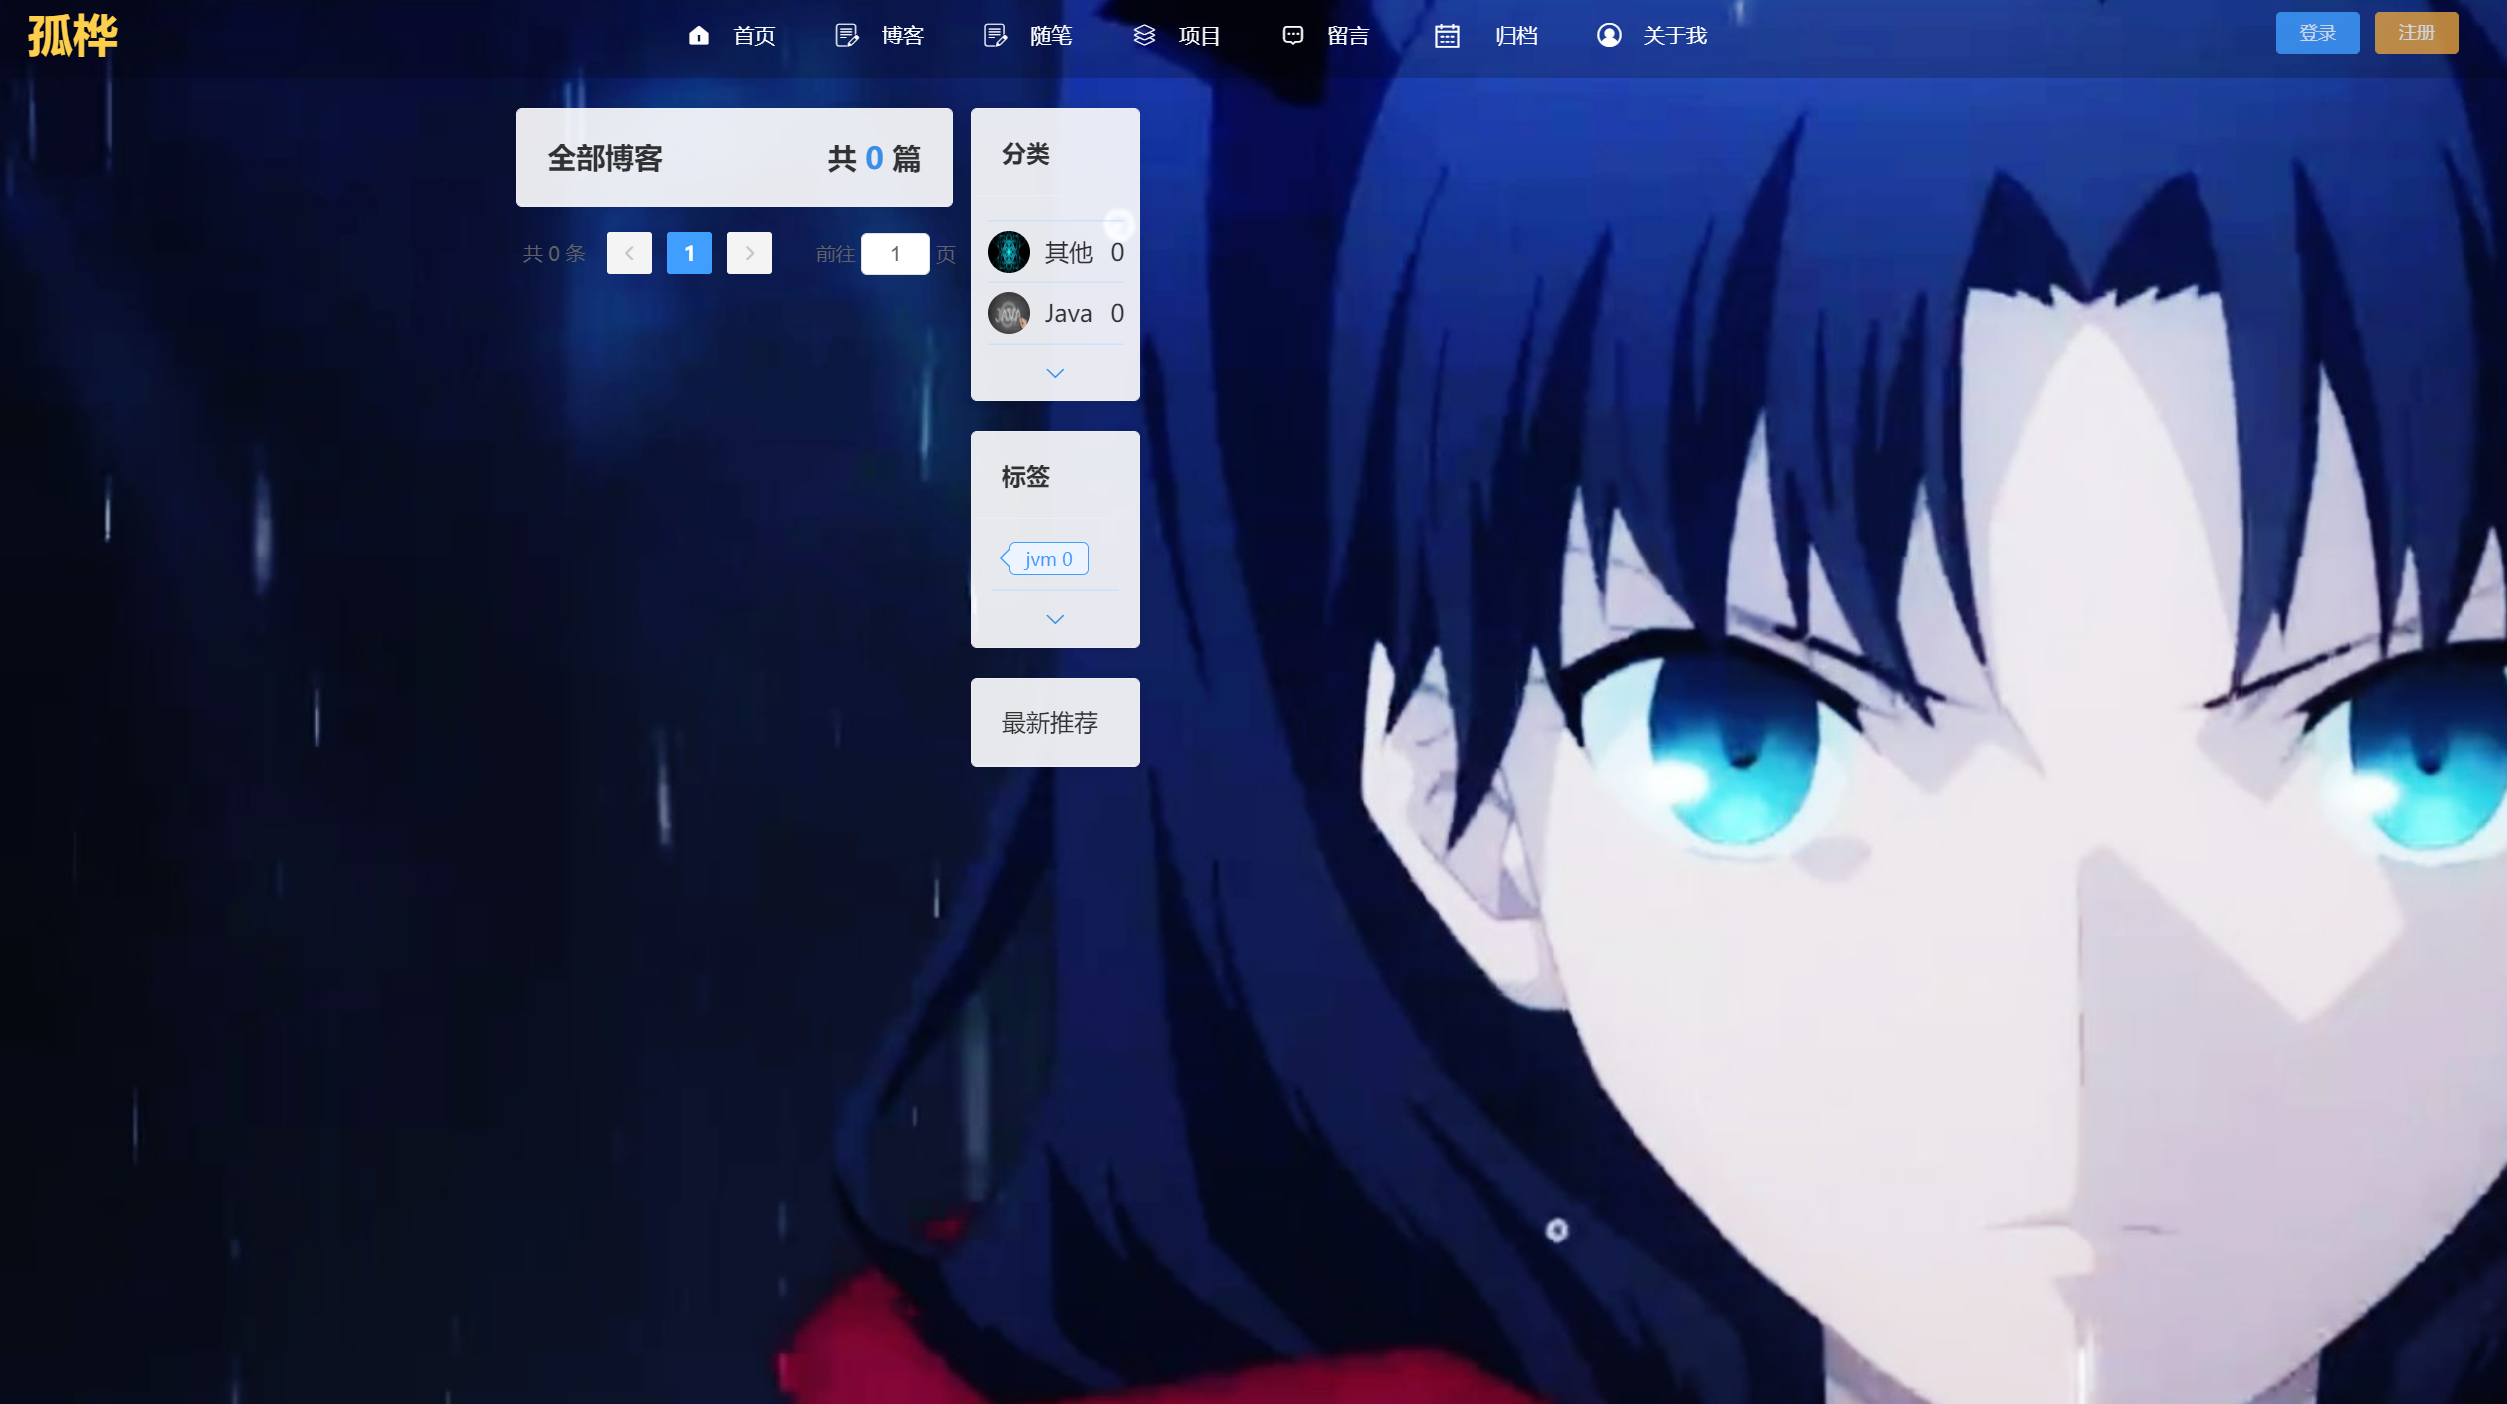 孤桦
首页 博客 随笔 项目 留言 归档 关于我
登录 注册
全部博客 共 0 篇
共 0 条 1 前往 1 页
分类
其他 0
Java 0
标签
jvm 0
最新推荐